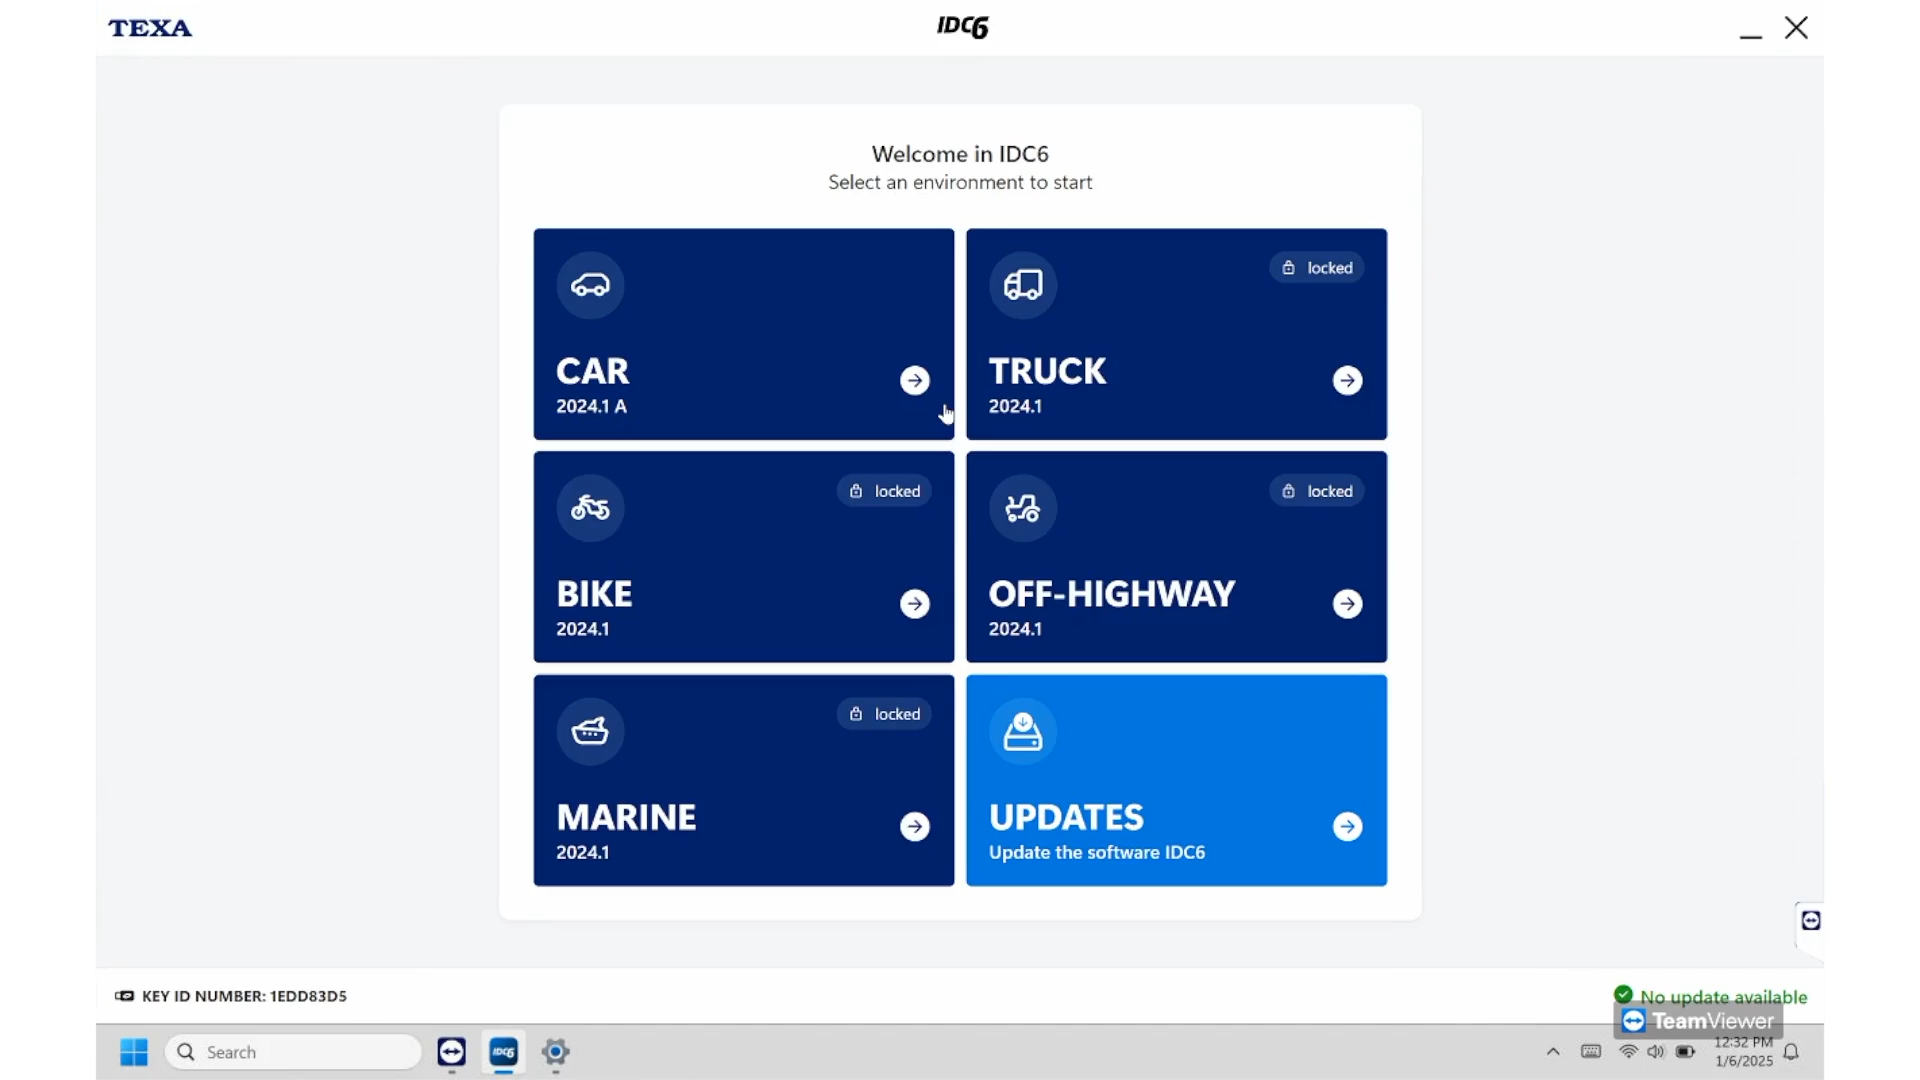 TEXA
IDC6
Welcome in IDC6
Select an environment to start
CAR
2024.1 A
locked
TRUCK
2024.1
locked
BIKE
2024.1
locked
OFF-HIGHWAY
2024.1
locked
MARINE
2024.1
UPDATES
Update the software IDC6
KEY ID NUMBER: 1EDD83D5
No update available
TeamViewer
Search
IDC6
12:32 PM
1/6/2025